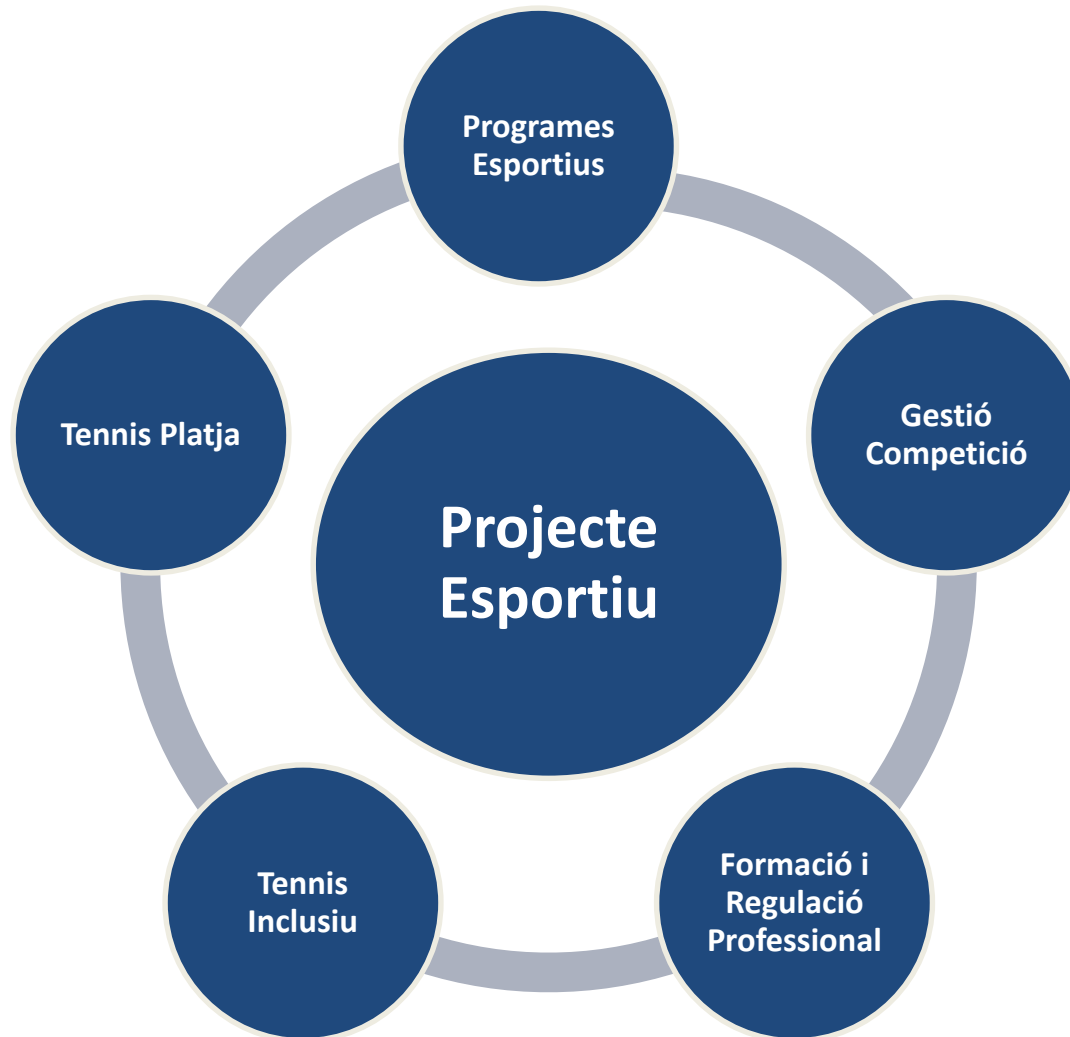 Programes
Esportius
Tennis Platja
Gestió
Competició
Projecte
Esportiu
Tennis
Inclusiu
Formació i
Regulació
Professional